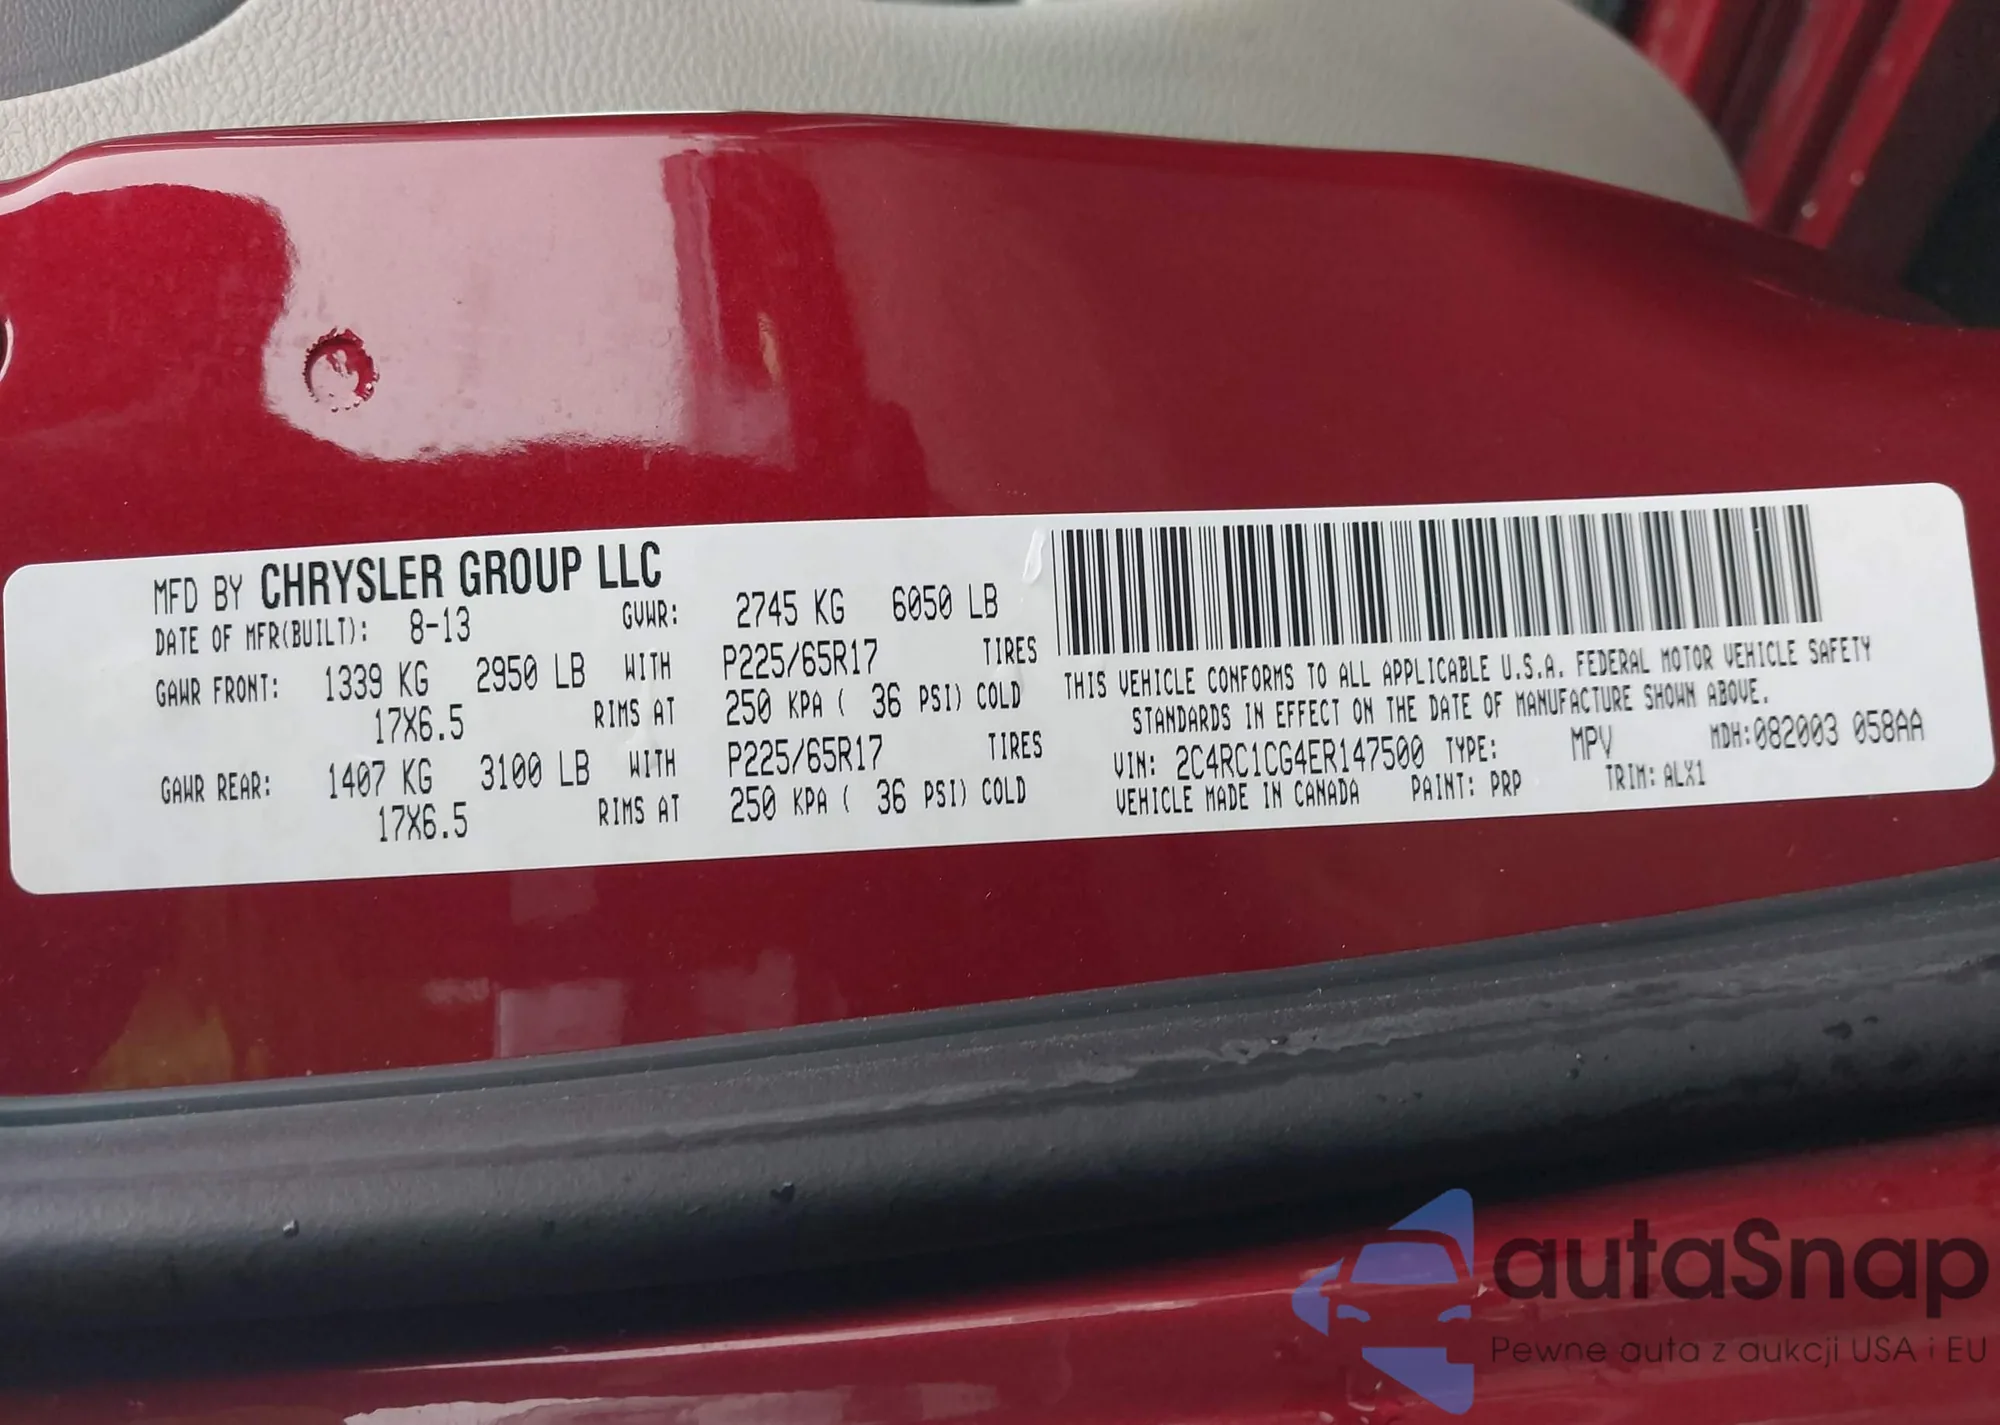 MFD BY CHRYSLER GROUP LLC
DATE OF MFR(BUILT): 8-13 GVWR: 2745 KG 6050 LB
GAWR FRONT: 1339 KG 2950 LB WITH P225/65R17 TIRES
17X6.5 RIMS AT 250 KPA ( 36 PSI) COLD
GAWR REAR: 1407 KG 3100 LB WITH P225/65R17 TIRES
17X6.5 RIMS AT 250 KPA ( 36 PSI) COLD
THIS VEHICLE CONFORMS TO ALL APPLICABLE U.S.A. FEDERAL MOTOR VEHICLE SAFETY
STANDARDS IN EFFECT ON THE DATE OF MANUFACTURE SHOWN ABOVE.
VIN: 2C4RC1CG4ER147500 TYPE: MPV MDH:082003 058AA
VEHICLE MADE IN CANADA PAINT: PRP TRIM: ALX1
autaSnap
Pewne auta z aukcji USA i EU